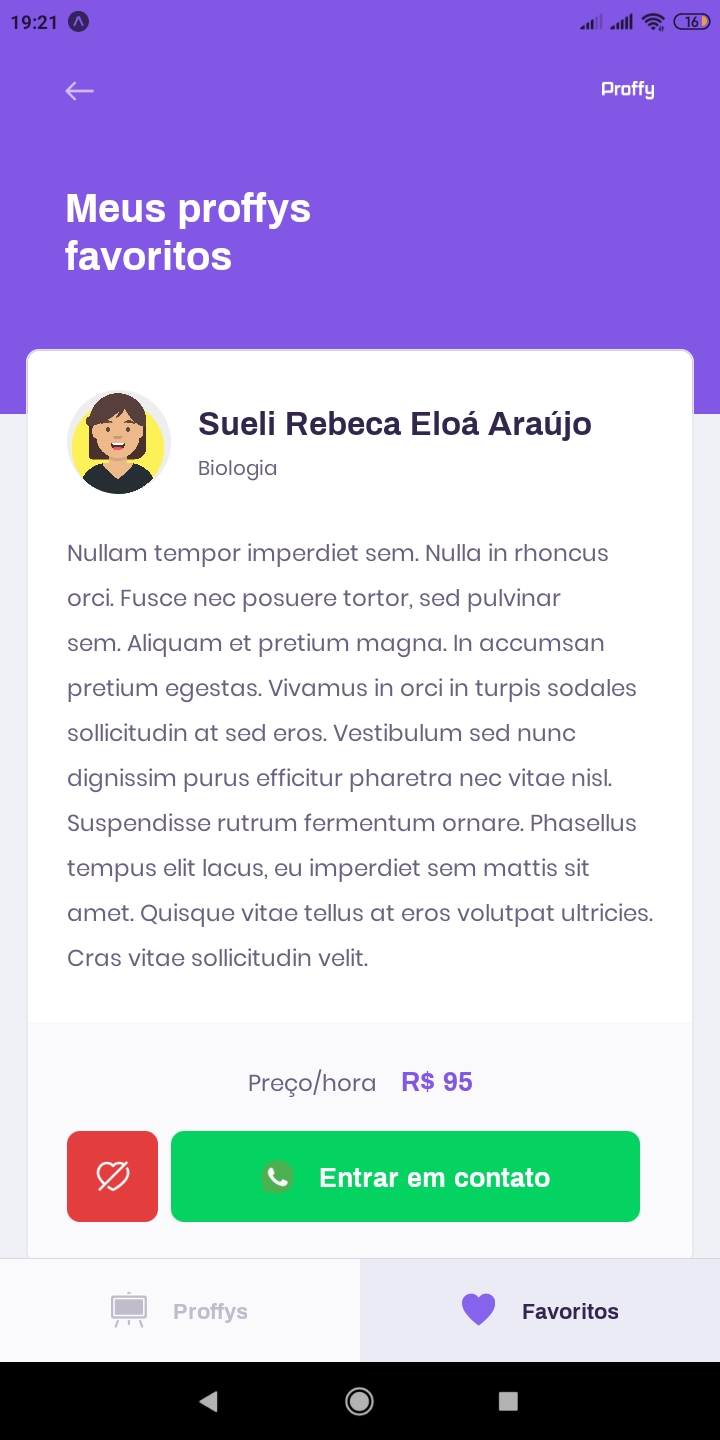 19:21
16
Proffy
Meus proffys
favoritos
Sueli Rebeca Eloá Araújo
Biologia
Nullam tempor imperdiet sem. Nulla in rhoncus
orci. Fusce nec posuere tortor, sed pulvinar
sem. Aliquam et pretium magna. In accumsan
pretium egestas. Vivamus in orci in turpis sodales
sollicitudin at sed eros. Vestibulum sed nunc
dignissim purus efficitur pharetra nec vitae nisl.
Suspendisse rutrum fermentum ornare. Phasellus
tempus elit lacus, eu imperdiet sem mattis sit
amet. Quisque vitae tellus at eros volutpat ultricies.
Cras vitae sollicitudin velit.
Preço/hora R$ 95
Entrar em contato
Proffys
Favoritos